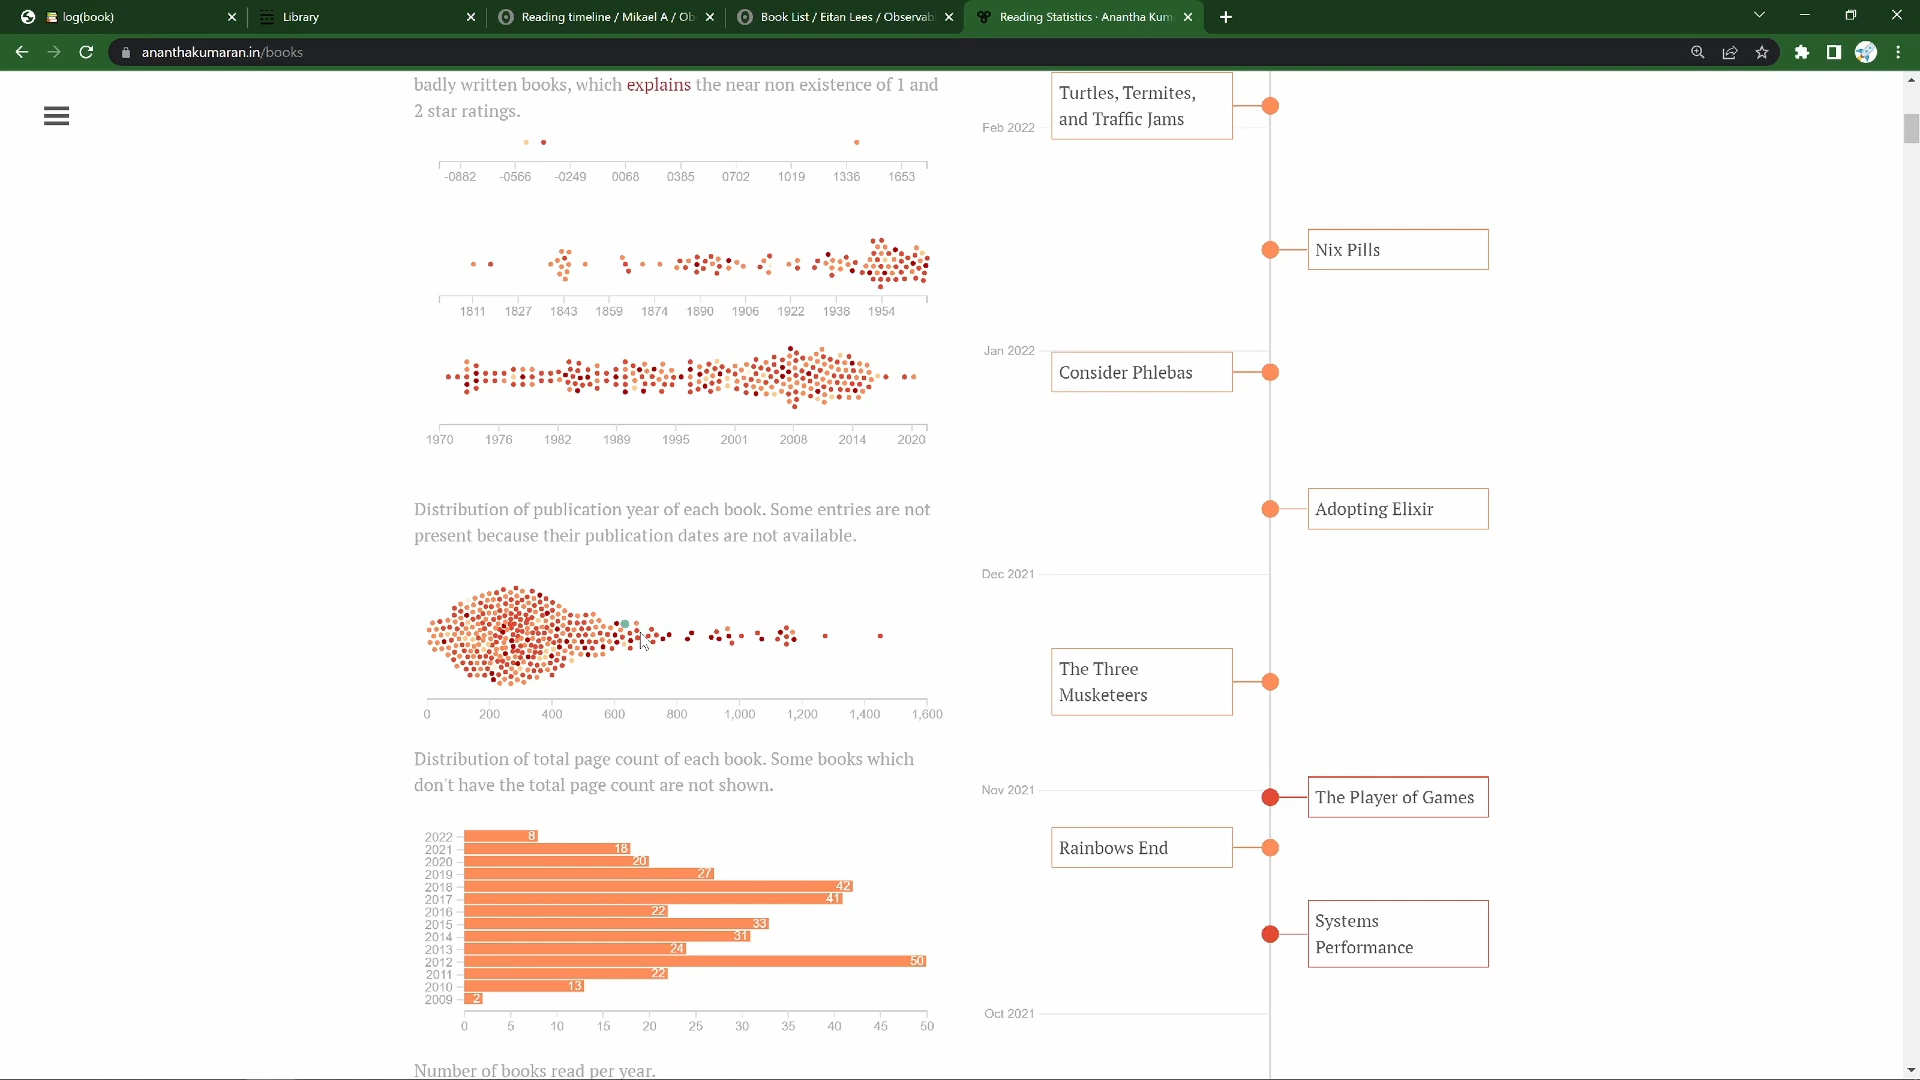 log(book)
Library
Reading timeline / Mikael A / Ob
Book List / Eitan Lees / Observab
Reading Statistics · Anantha Kum
ananthakumaran.in/books
badly written books, which explains the near non existence of 1 and
2 star ratings.
-0882 -0566 -0249 0068 0385 0702 1019 1336 1653
1811 1827 1843 1859 1874 1890 1906 1922 1938 1954
1970 1976 1982 1989 1995 2001 2008 2014 2020
Distribution of publication year of each book. Some entries are not
present because their publication dates are not available.
0 200 400 600 800 1,000 1,200 1,400 1,600
Distribution of total page count of each book. Some books which
don't have the total page count are not shown.
2022 8
2021 18
2020 20
2019 27
2018 42
2017 41
2016 22
2015 33
2014 31
2013 24
2012 50
2011 22
2010 13
2009 2
0 5 10 15 20 25 30 35 40 45 50
Number of books read per year.
Turtles, Termites,
and Traffic Jams
Feb 2022
Nix Pills
Jan 2022
Consider Phlebas
Adopting Elixir
Dec 2021
The Three
Musketeers
Nov 2021
The Player of Games
Rainbows End
Systems
Performance
Oct 2021